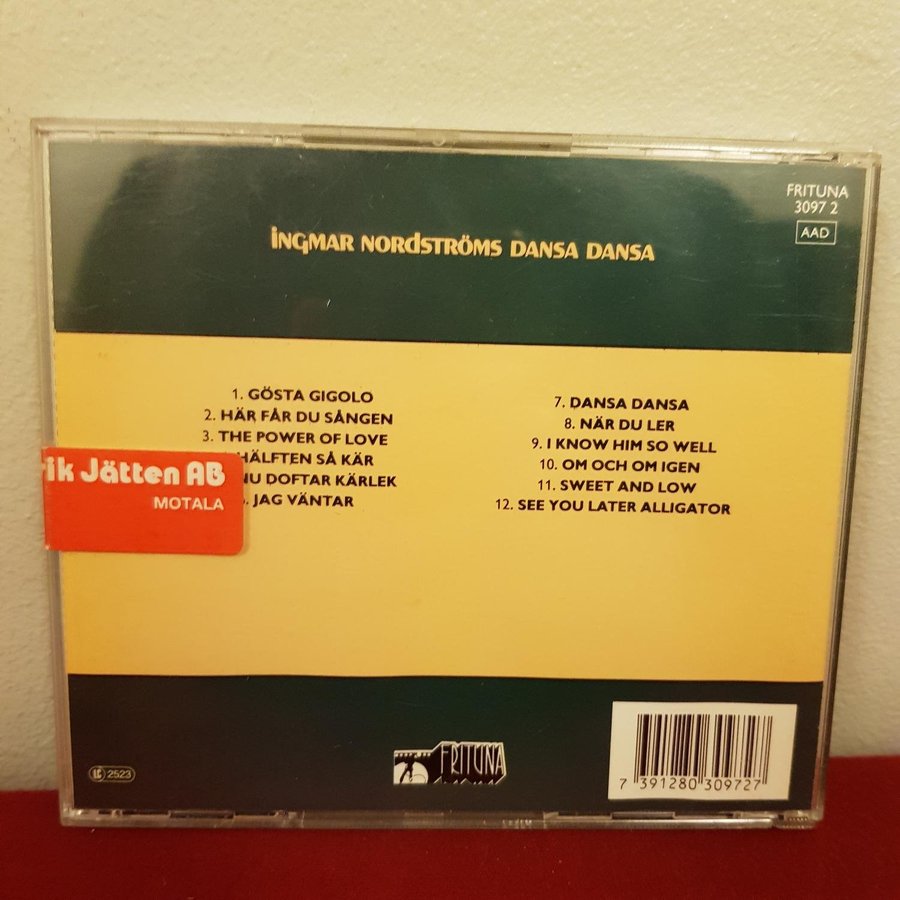 FRITUNA
3097 2
AAD
INGMAR NORDSTRÖMS DANSA DANSA
1. GÖSTA GIGOLO
2. HÄR FÅR DU SÅNGEN
3. THE POWER OF LOVE
HÄLFTEN SÅ KÄR
NU DOFTAR KÄRLEK
. JAG VÄNTAR
7. DANSA DANSA
8. NÄR DU LER
9. I KNOW HIM SO WELL
10. OM OCH OM IGEN
11. SWEET AND LOW
12. SEE YOU LATER ALLIGATOR
rik Jätten AB
MOTALA
LC 2523
FRITUNA
7 391280 309727